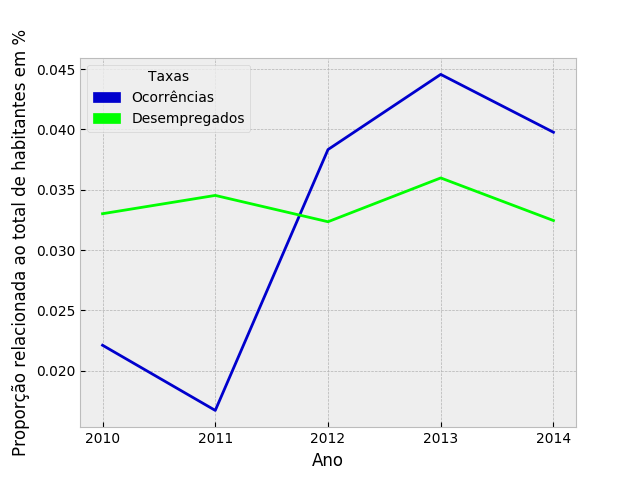 Proporção relacionada ao total de habitantes em %
0.045
0.040
0.035
0.030
0.025
0.020
Taxas
Ocorrências
Desempregados
2010 2011 2012 2013 2014
Ano